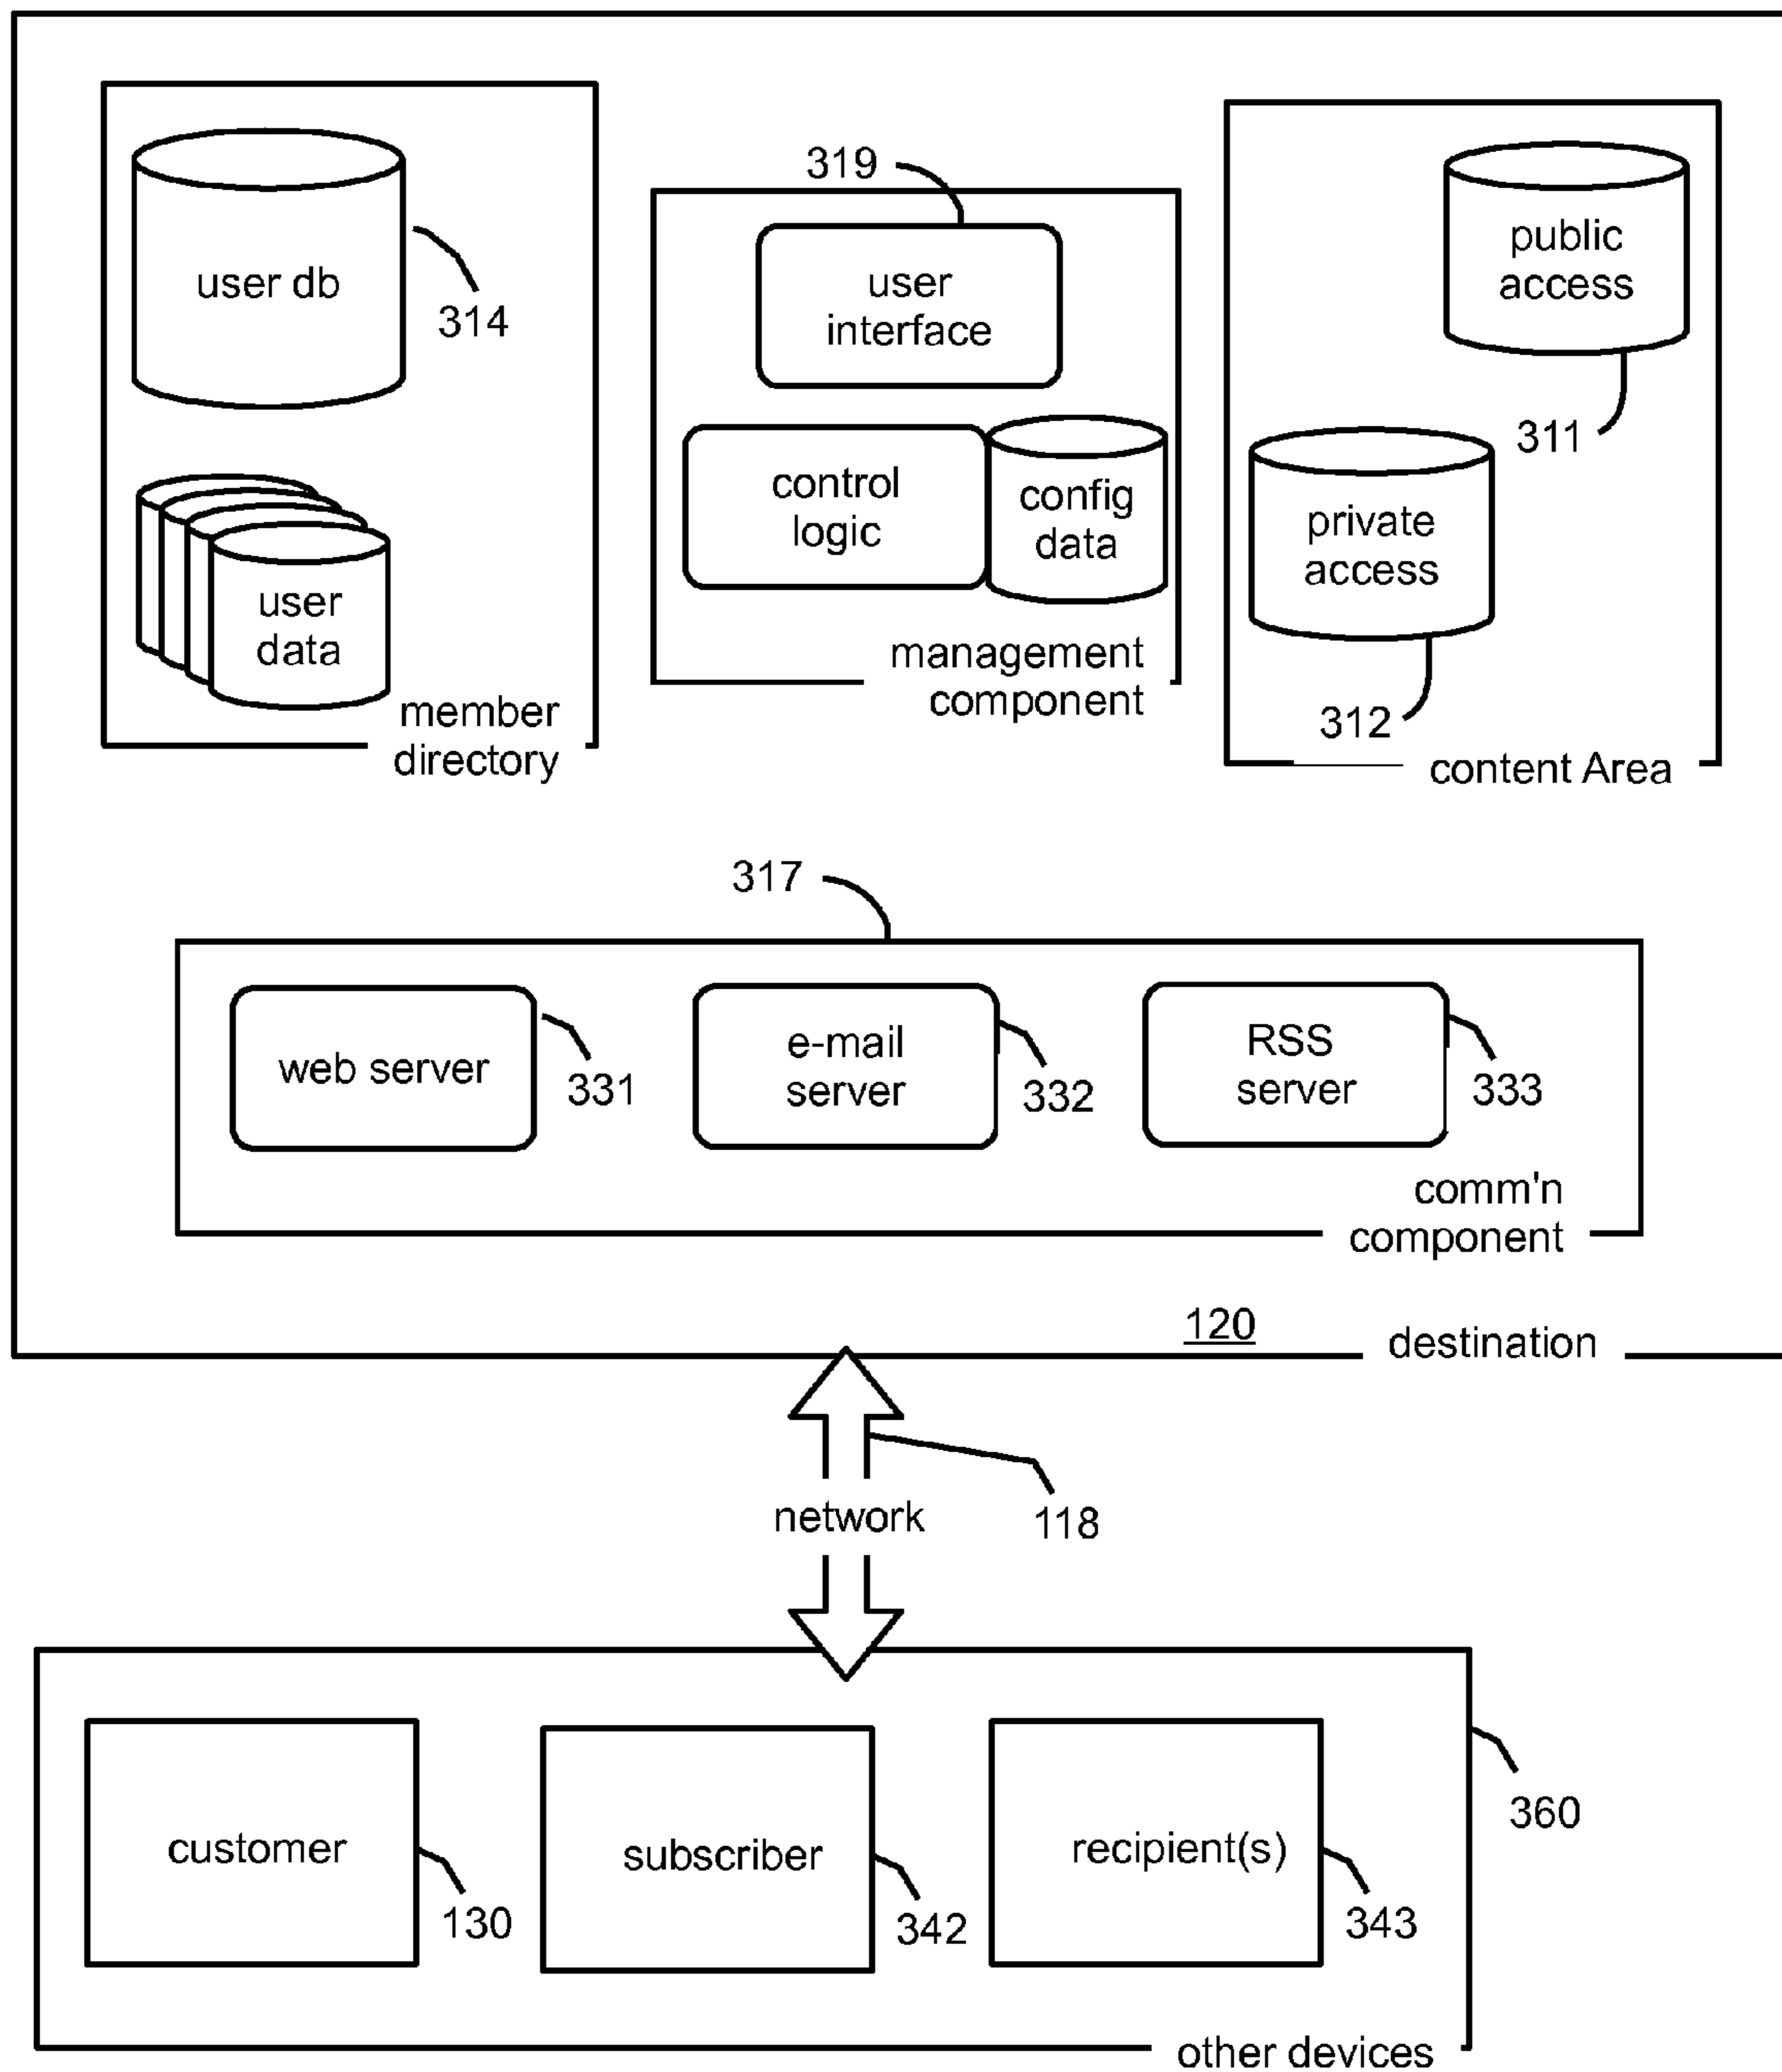 user db
314
user
data
member
directory
319
user
interface
control
logic
config
data
management
component
public
access
311
private
access
312
content Area
317
web server
331
e-mail
server
332
RSS
server
333
comm'n
component
120
destination
network
118
customer
130
subscriber
342
recipient(s)
343
360
other devices